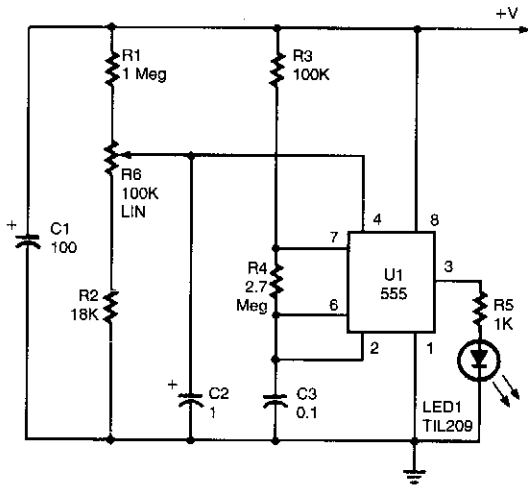 +V
R1
1 Meg
R3
100K
R6
100K
LIN
4
8
+
C1
100
7
R4
2.7
Meg
U1
555
3
R2
18K
6
R5
1K
2
1
+
C2
1
C3
0.1
LED1
TIL209